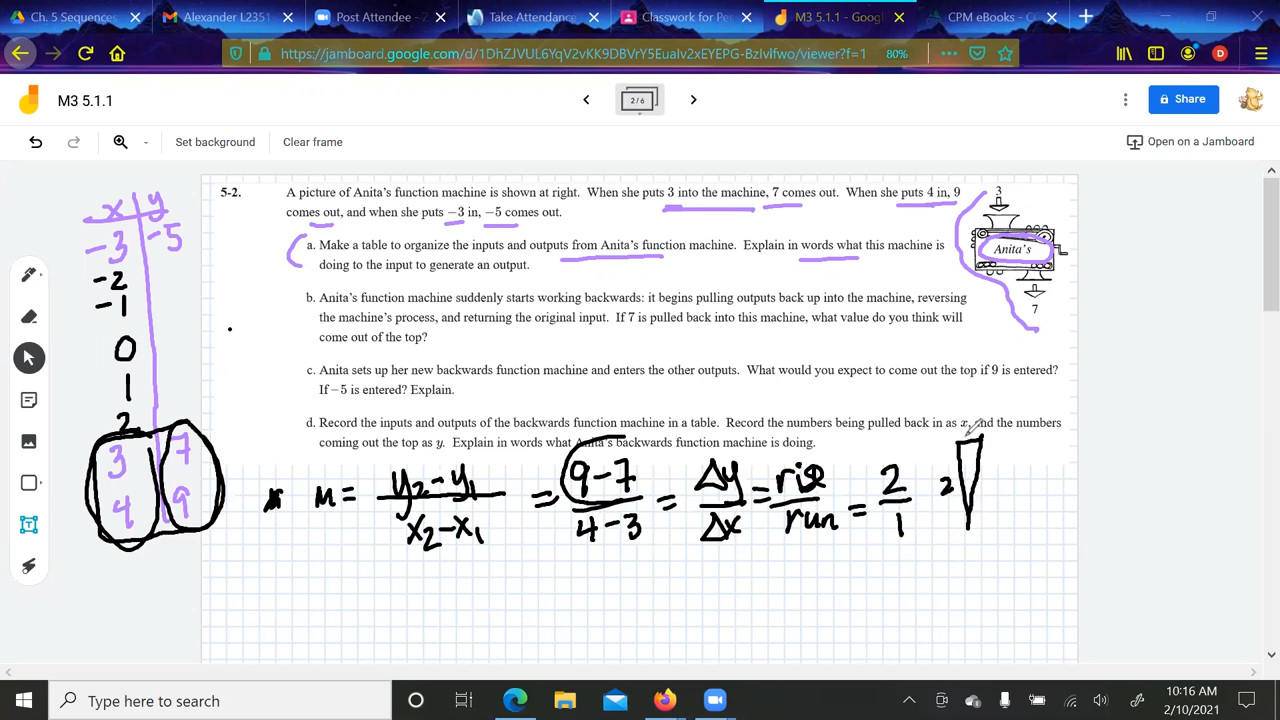 Ch. 5 Sequences
Alexander L2351
Post Attendee - Z
Take Attendance
Classwork for Per
M3 5.1.1 - Goog
CPM eBooks - CC
https://jamboard.google.com/d/1DhZJVUL6YqV2vKK9DBVrY5EuaIv2xEYEPG-BzIvlfwo/viewer?f=1
80%
M3 5.1.1
2/6
Share
Set background
Clear frame
Open on a Jamboard
5-2. A picture of Anita's function machine is shown at right. When she puts 3 into the machine, 7 comes out. When she puts 4 in, 9
comes out, and when she puts −3 in, −5 comes out.
a. Make a table to organize the inputs and outputs from Anita's function machine. Explain in words what this machine is
doing to the input to generate an output.
b. Anita's function machine suddenly starts working backwards: it begins pulling outputs back up into the machine, reversing
the machine's process, and returning the original input. If 7 is pulled back into this machine, what value do you think will
come out of the top?
c. Anita sets up her new backwards function machine and enters the other outputs. What would you expect to come out the top if 9 is entered?
If −5 is entered? Explain.
d. Record the inputs and outputs of the backwards function machine in a table. Record the numbers being pulled back in as x, and the numbers
coming out the top as y. Explain in words what Anita's backwards function machine is doing.
3
Anita's
7
x y
-3 -5
-2
-1
0
1
2
3 7
4 9
M = y₂-y₁ / x₂-x₁ = 9-7 / 4-3 = Δy / Δx = rise / run = 2 / 1
2
Type here to search
10:16 AM
2/10/2021